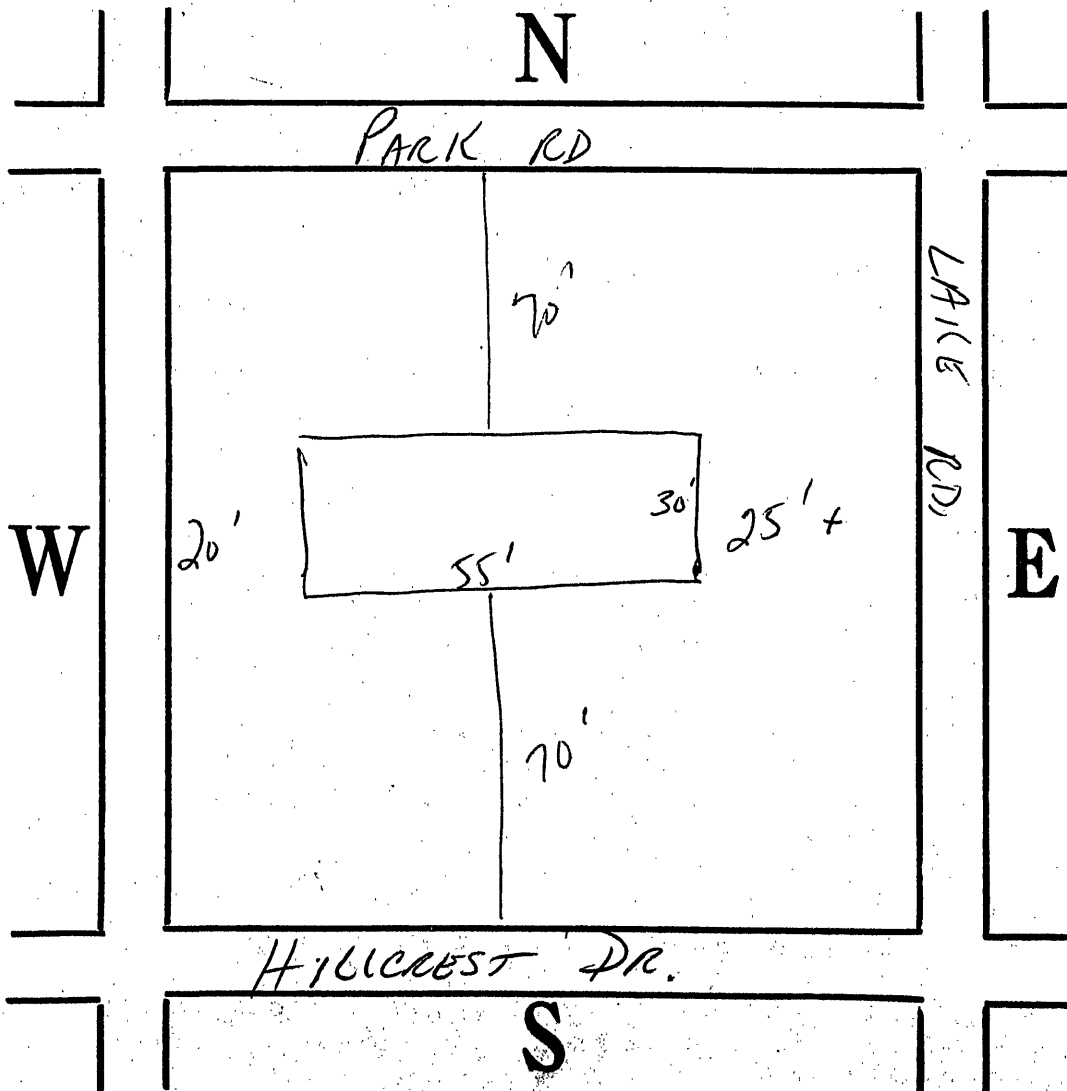 N
PARK RD
LAKE RD,
70'
W
20'
30'
25' +
55'
E
70'
HILLCREST DR.
S